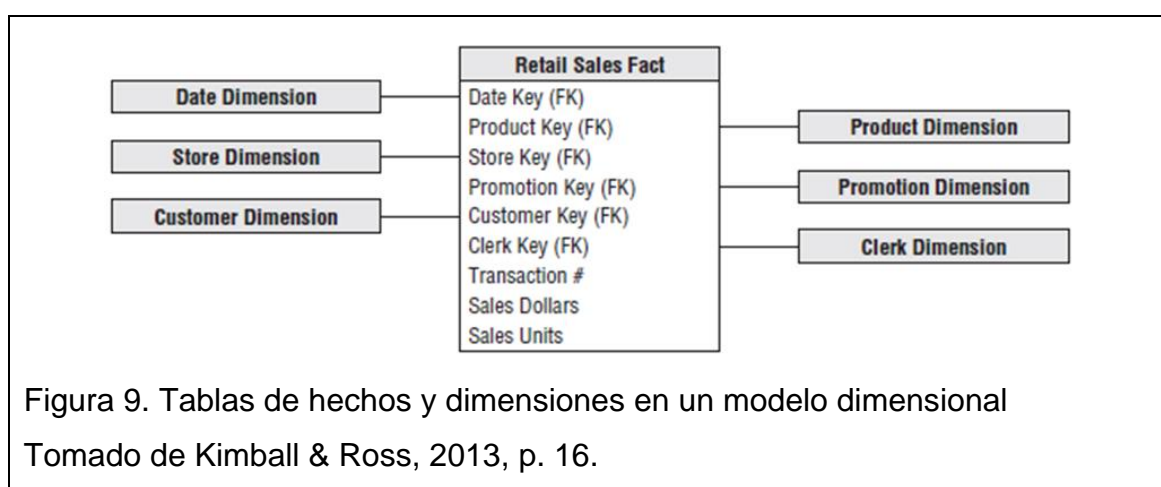 Retail Sales Fact
Date Dimension
Date Key (FK)
Product Key (FK)
Product Dimension
Store Dimension
Store Key (FK)
Promotion Key (FK)
Promotion Dimension
Customer Dimension
Customer Key (FK)
Clerk Key (FK)
Clerk Dimension
Transaction #
Sales Dollars
Sales Units
Figura 9. Tablas de hechos y dimensiones en un modelo dimensional
Tomado de Kimball & Ross, 2013, p. 16.